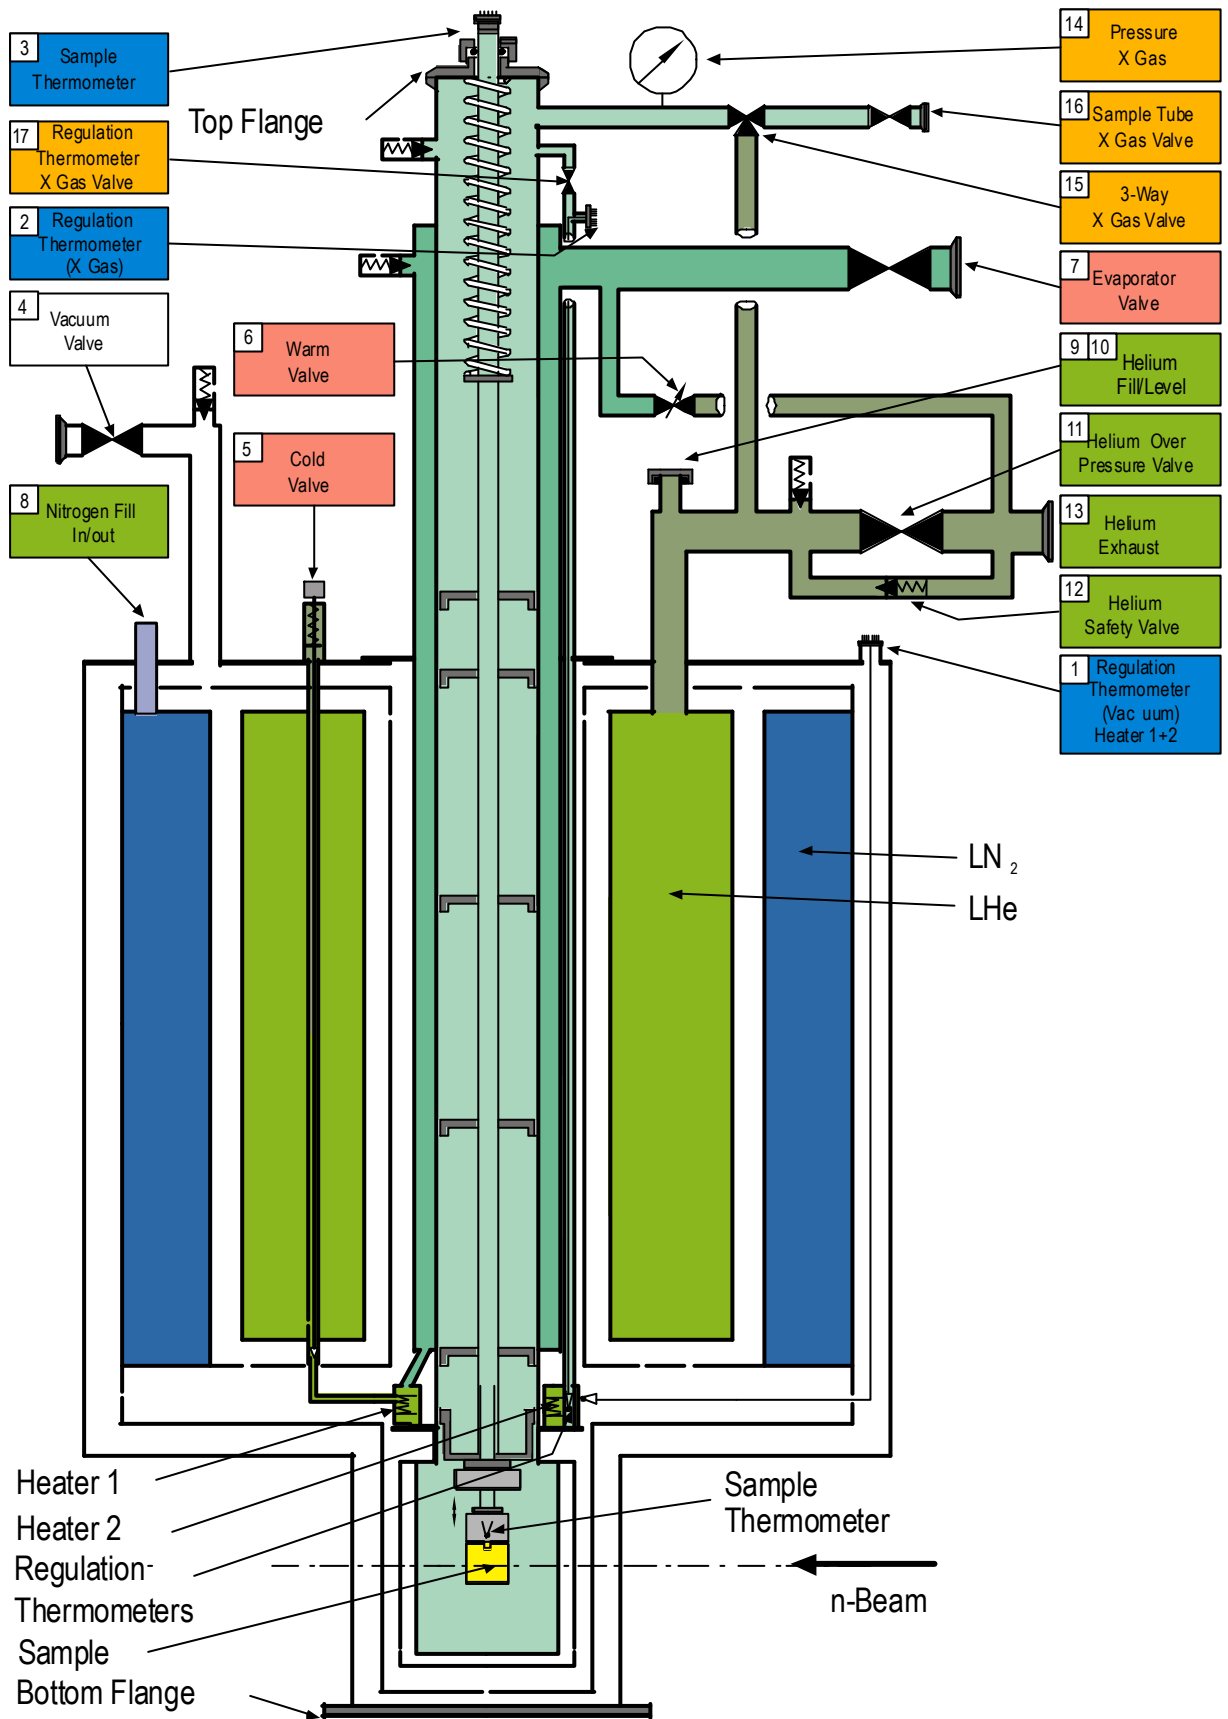 3
Sample
Thermometer
17
Regulation
Thermometer
X Gas Valve
2
Regulation
Thermometer
(X Gas)
4
Vacuum
Valve
8
Nitrogen Fill
In/out
Top Flange
6
Warm
Valve
5
Cold
Valve
14
Pressure
X Gas
16
Sample Tube
X Gas Valve
15
3-Way
X Gas Valve
7
Evaporator
Valve
9 10
Helium
Fill/Level
11
Helium Over
Pressure Valve
13
Helium
Exhaust
12
Helium
Safety Valve
1
Regulation
Thermometer
(Vac uum)
Heater 1+2
LN 2
LHe
Heater 1
Heater 2
Regulation-
Thermometers
Sample
Bottom Flange
Sample
Thermometer
n-Beam